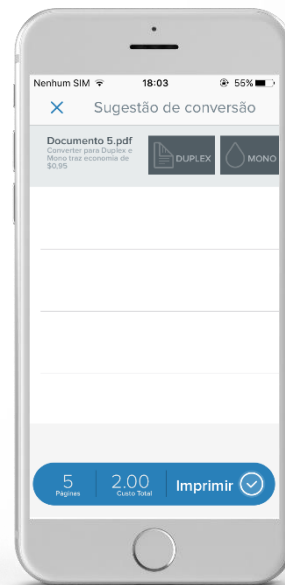 Nenhum SIM 18:03 55%
Sugestão de conversão
Documento 5.pdf
Converter para Duplex e
Mono traz economia de
$0,95
DUPLEX
MONO
5 2.00 Imprimir
Páginas Custo Total